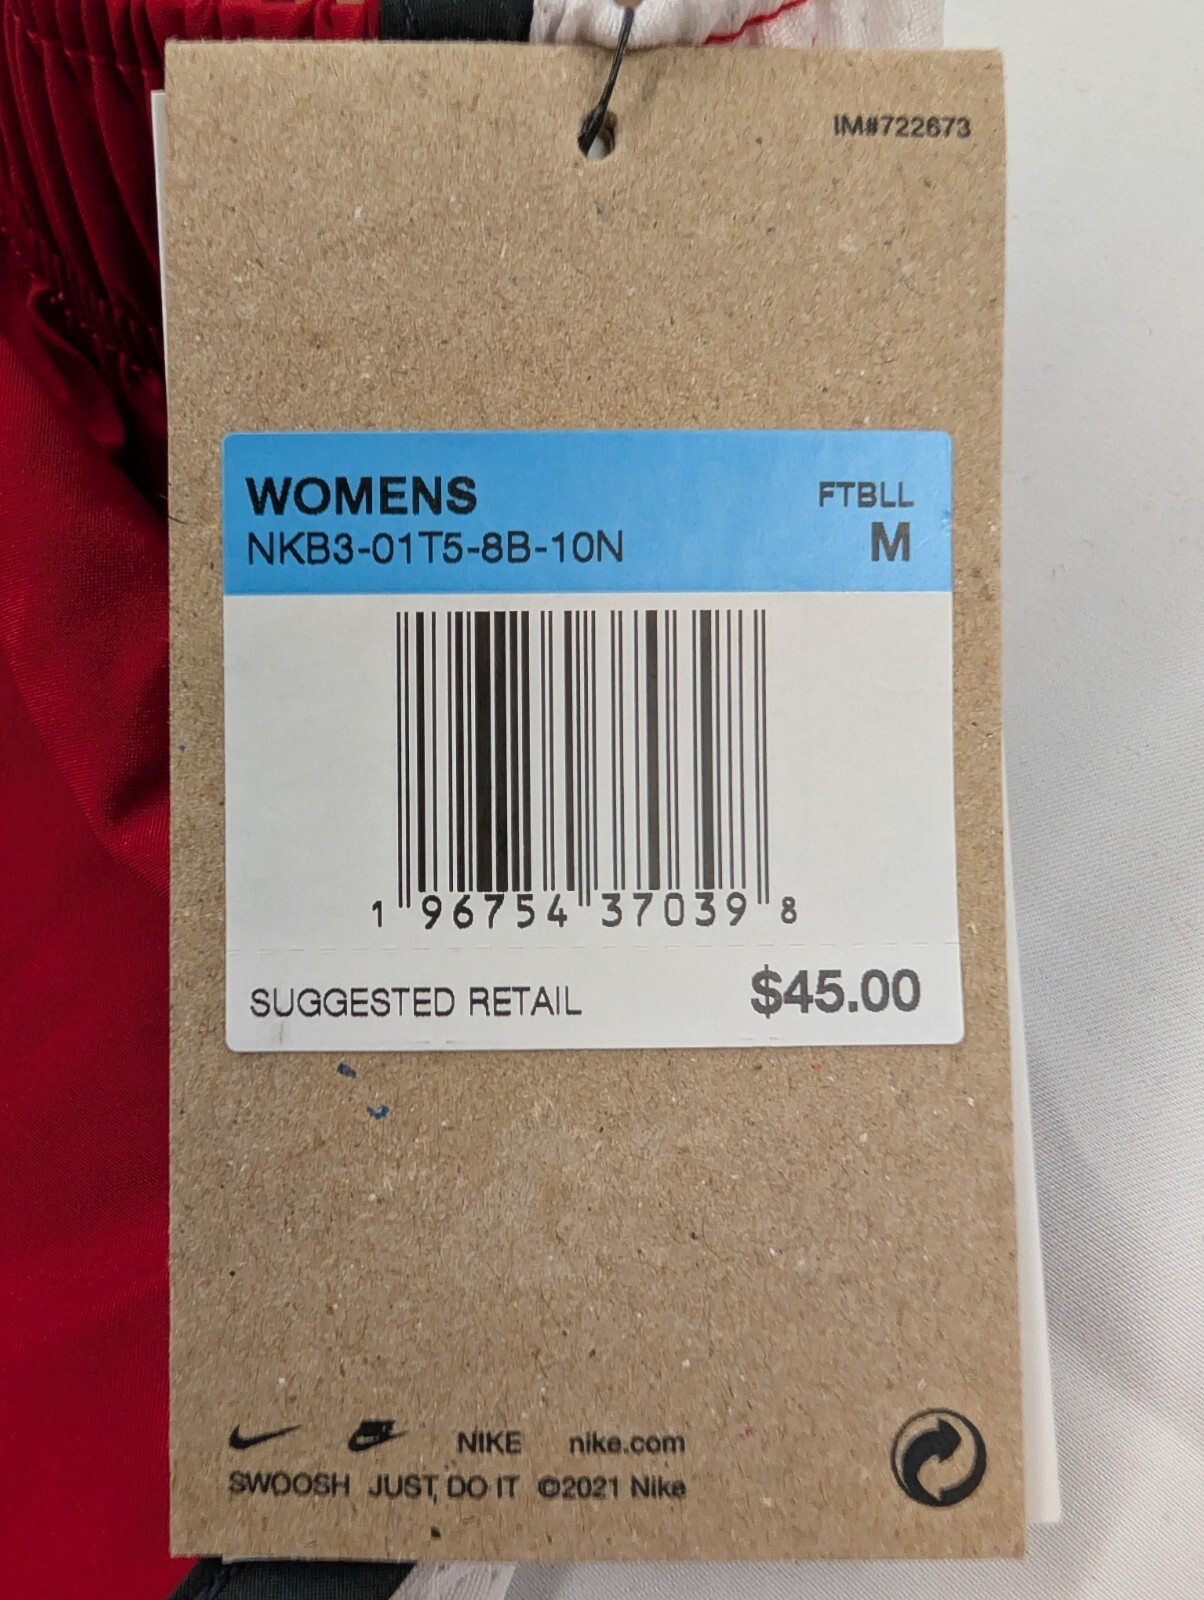 IM#722673
WOMENS
FTBLL
NKB3-01T5-8B-10N
M
1 96754 37039 8
SUGGESTED RETAIL $45.00
NIKE nike.com
SWOOSH JUST DO IT ©2021 Nike